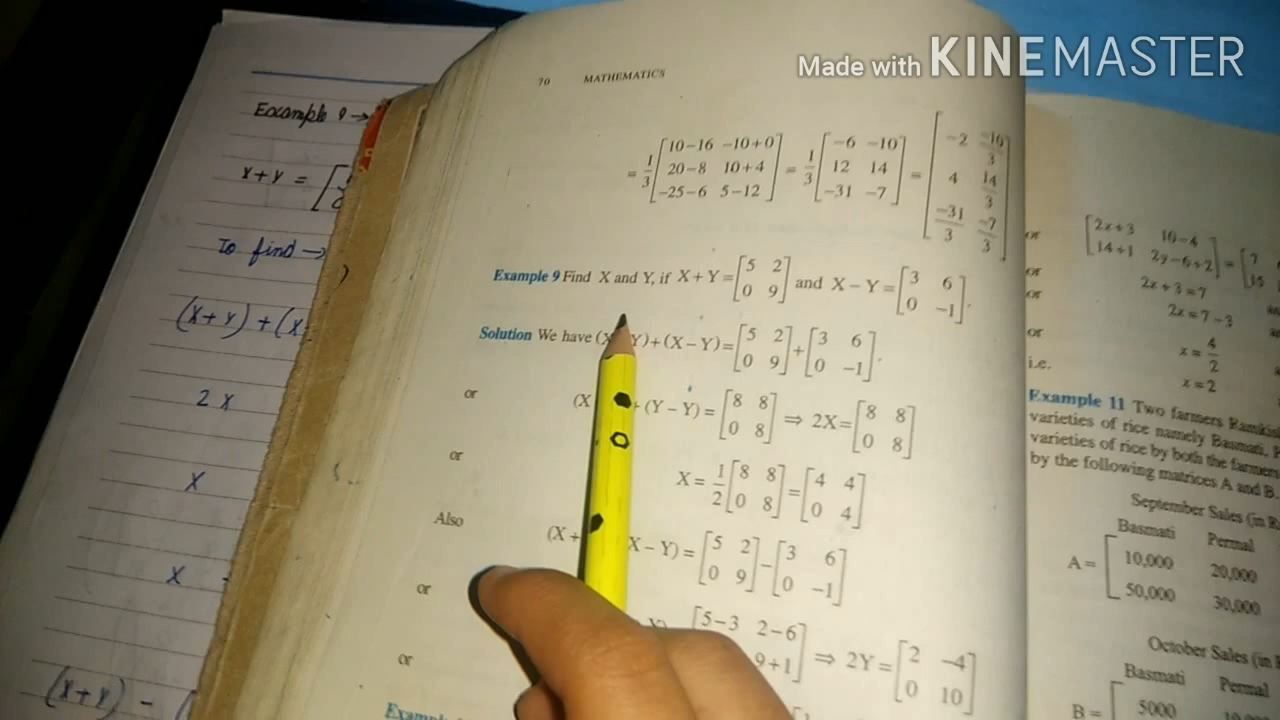 Made with KINEMASTER
Example 9 →
X+Y = [
To find →
(X+Y) + (X
2X
X
X
(X+Y) - (
70 MATHEMATICS
= 1/3 [10−16 −10+0; 20−8 10+4; −25−6 5−12] = 1/3 [−6 −10; 12 14; −31 −7] = [−2 −10/3; 4 14/3; −31/3 −7/3]
Example 9 Find X and Y, if X + Y = [5 2; 0 9] and X − Y = [3 6; 0 −1].
Solution We have (X Y) + (X − Y) = [5 2; 0 9] + [3 6; 0 −1].
or (X + (Y − Y) = [8 8; 0 8] ⇒ 2X = [8 8; 0 8]
or X = 1/2 [8 8; 0 8] = [4 4; 0 4]
Also (X + X − Y) = [5 2; 0 9] − [3 6; 0 −1]
or [5−3 2−6; 9+1] ⇒ 2Y = [2 −4; 0 10]
or
Example
or [2x+3 10−4; 14+1 2y−6+2] = [7; 15
or 2x + 3 = 7
or 2x = 7 − 3
or x = 4/2
i.e. x = 2
Example 11 Two farmers
varieties of rice namely Basmati,
varieties of rice by both the
by the following matrices A and B.
September Sales (in
Basmati Permal
A = [10,000 20,000; 50,000 30,000
October Sales (in
Basmati Permal
B = [5000